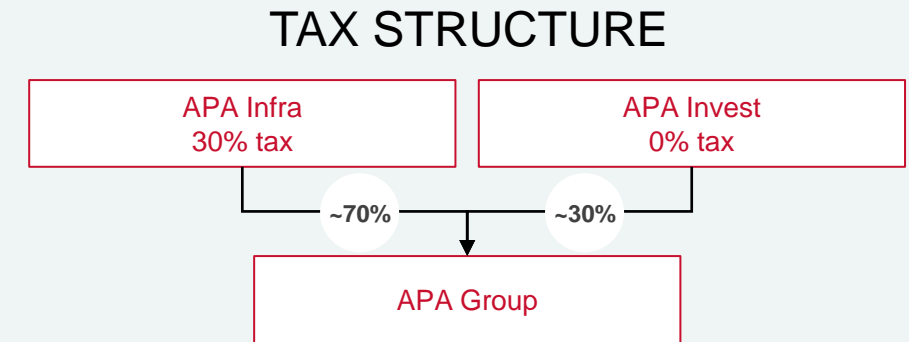 TAX STRUCTURE
APA Infra
30% tax
APA Invest
0% tax
~70%
~30%
APA Group